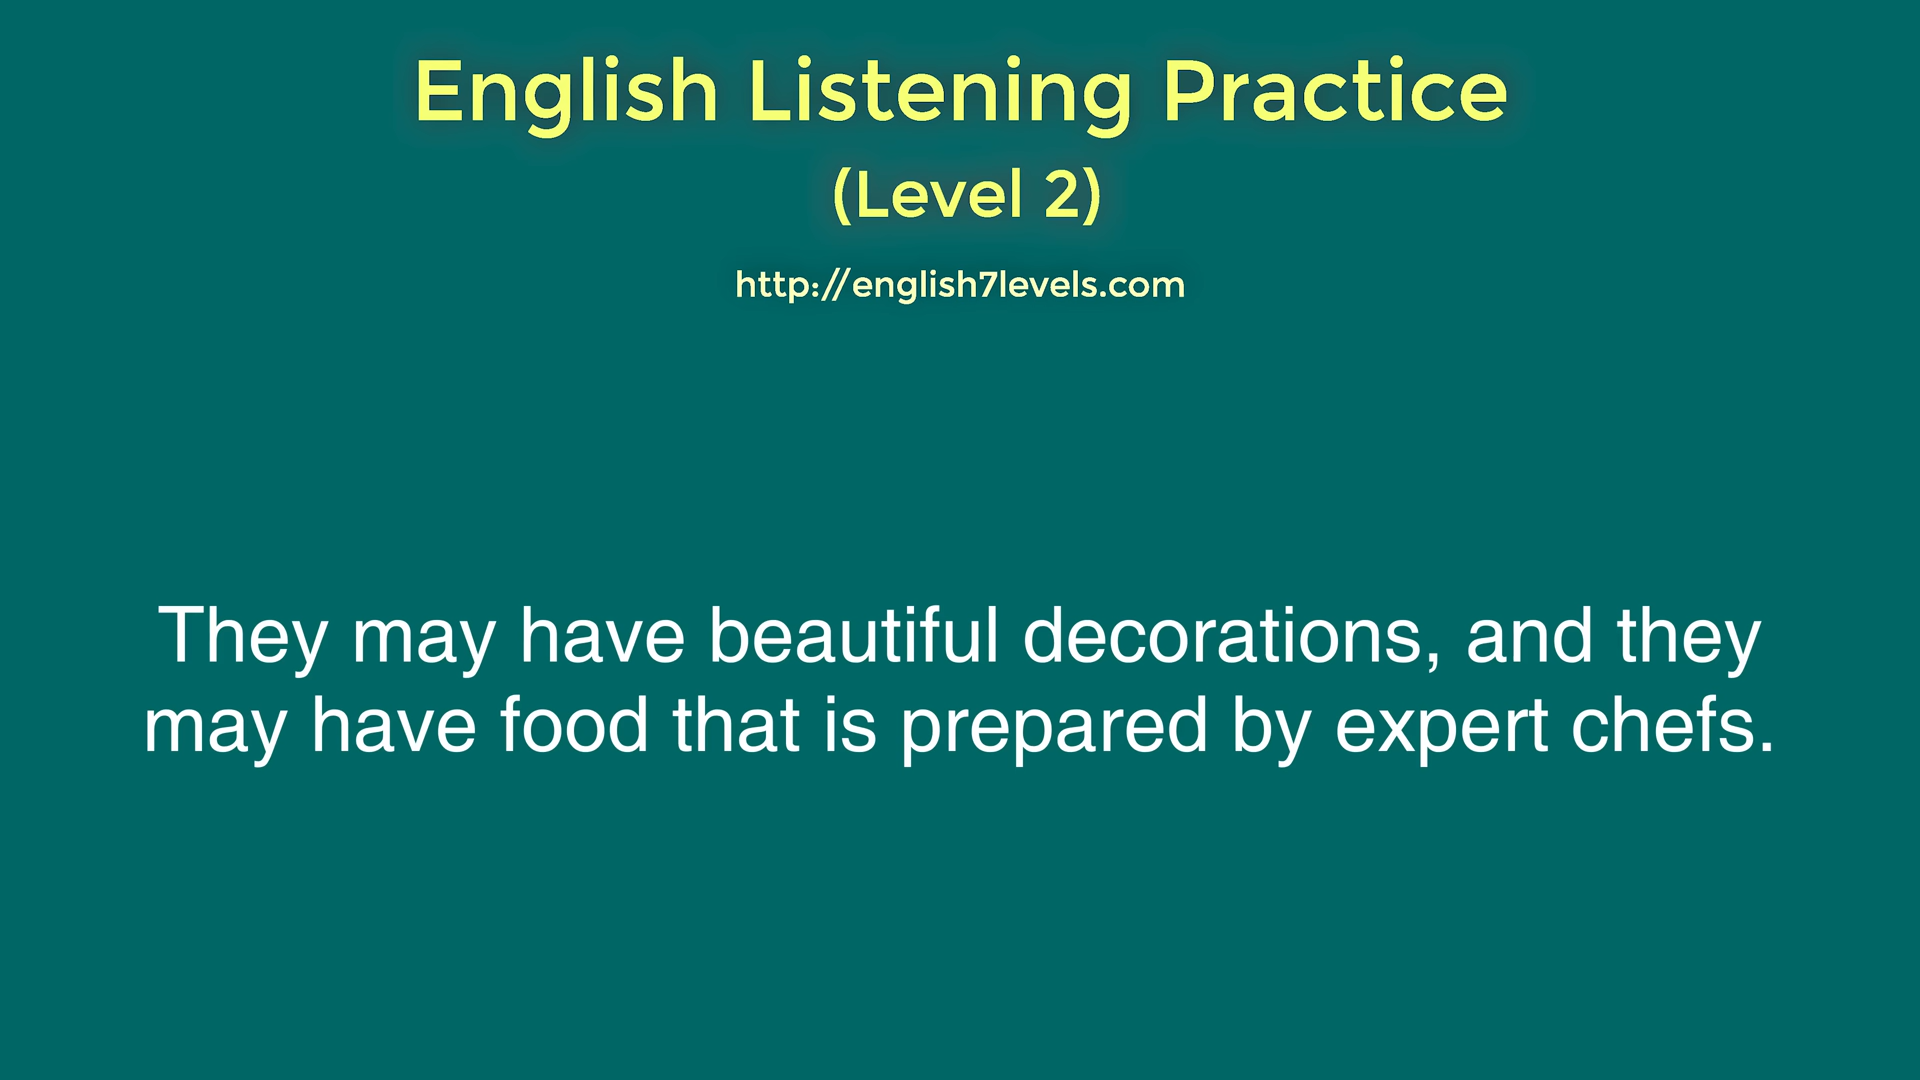 English Listening Practice
(Level 2)
http://english7levels.com
They may have beautiful decorations, and they
may have food that is prepared by expert chefs.